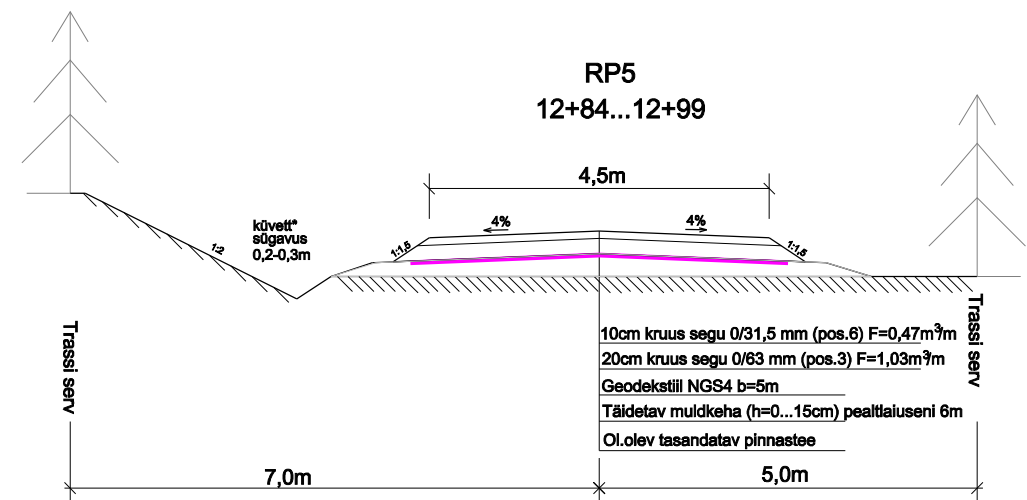 RP5
12+84...12+99
4,5m
4%
4%
1:2
küvett*
sügavus
0,2-0,3m
1:1,5
1:1,5
Trassi serv
Trassi serv
10cm kruus segu 0/31,5 mm (pos.6) F=0,47m³/m
20cm kruus segu 0/63 mm (pos.3) F=1,03m³/m
Geodekstiil NGS4 b=5m
Täidetav muldkeha (h=0...15cm) pealtlaiuseni 6m
Ol.olev tasandatav pinnastee
7,0m
5,0m